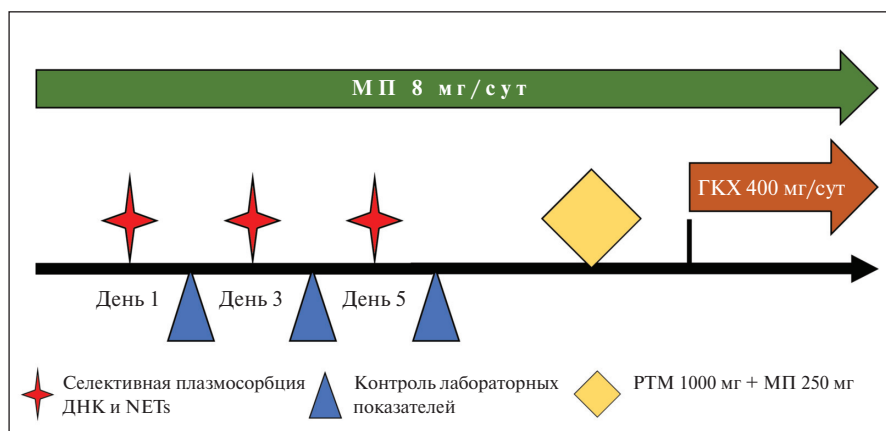 МП 8 мг/сут
ГКХ 400 мг/сут
День 1 День 3 День 5
Селективная плазмосорбция
ДНК и NETs
Контроль лабораторных
показателей
РТМ 1000 мг + МП 250 мг